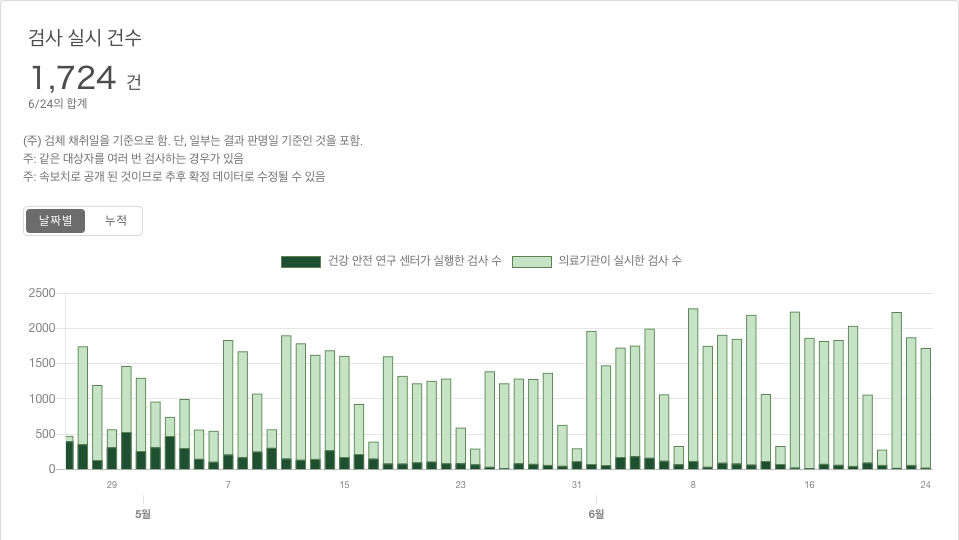 검사 실시 건수
1,724 건
6/24의 합계
(주) 검체 채취일을 기준으로 함. 단, 일부는 결과 판명일 기준인 것을 포함.
주: 같은 대상자를 여러 번 검사하는 경우가 있음
주: 속보치로 공개 된 것이므로 추후 확정 데이터로 수정될 수 있음
날짜별 누적
건강 안전 연구 센터가 실행한 검사 수 의료기관이 실시한 검사 수
2500
2000
1500
1000
500
0
29 7 15 23 31 8 16 24
5월 6월